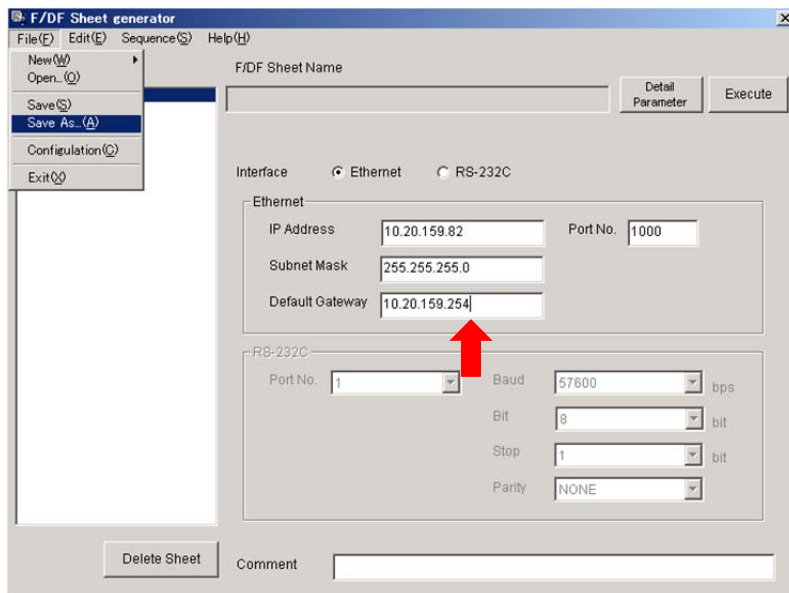 F/DF Sheet generator
File(F) Edit(E) Sequence(S) Help(H)
New(W)
Open...(O)
Save(S)
Save As...(A)
Configulation(C)
Exit(X)
F/DF Sheet Name
Detail
Parameter
Execute
Interface Ethernet RS-232C
Ethernet
IP Address 10.20.159.82 Port No. 1000
Subnet Mask 255.255.255.0
Default Gateway 10.20.159.254
RS-232C
Port No. 1 Baud 57600 bps
Bit 8 bit
Stop 1 bit
Parity NONE
Delete Sheet
Comment